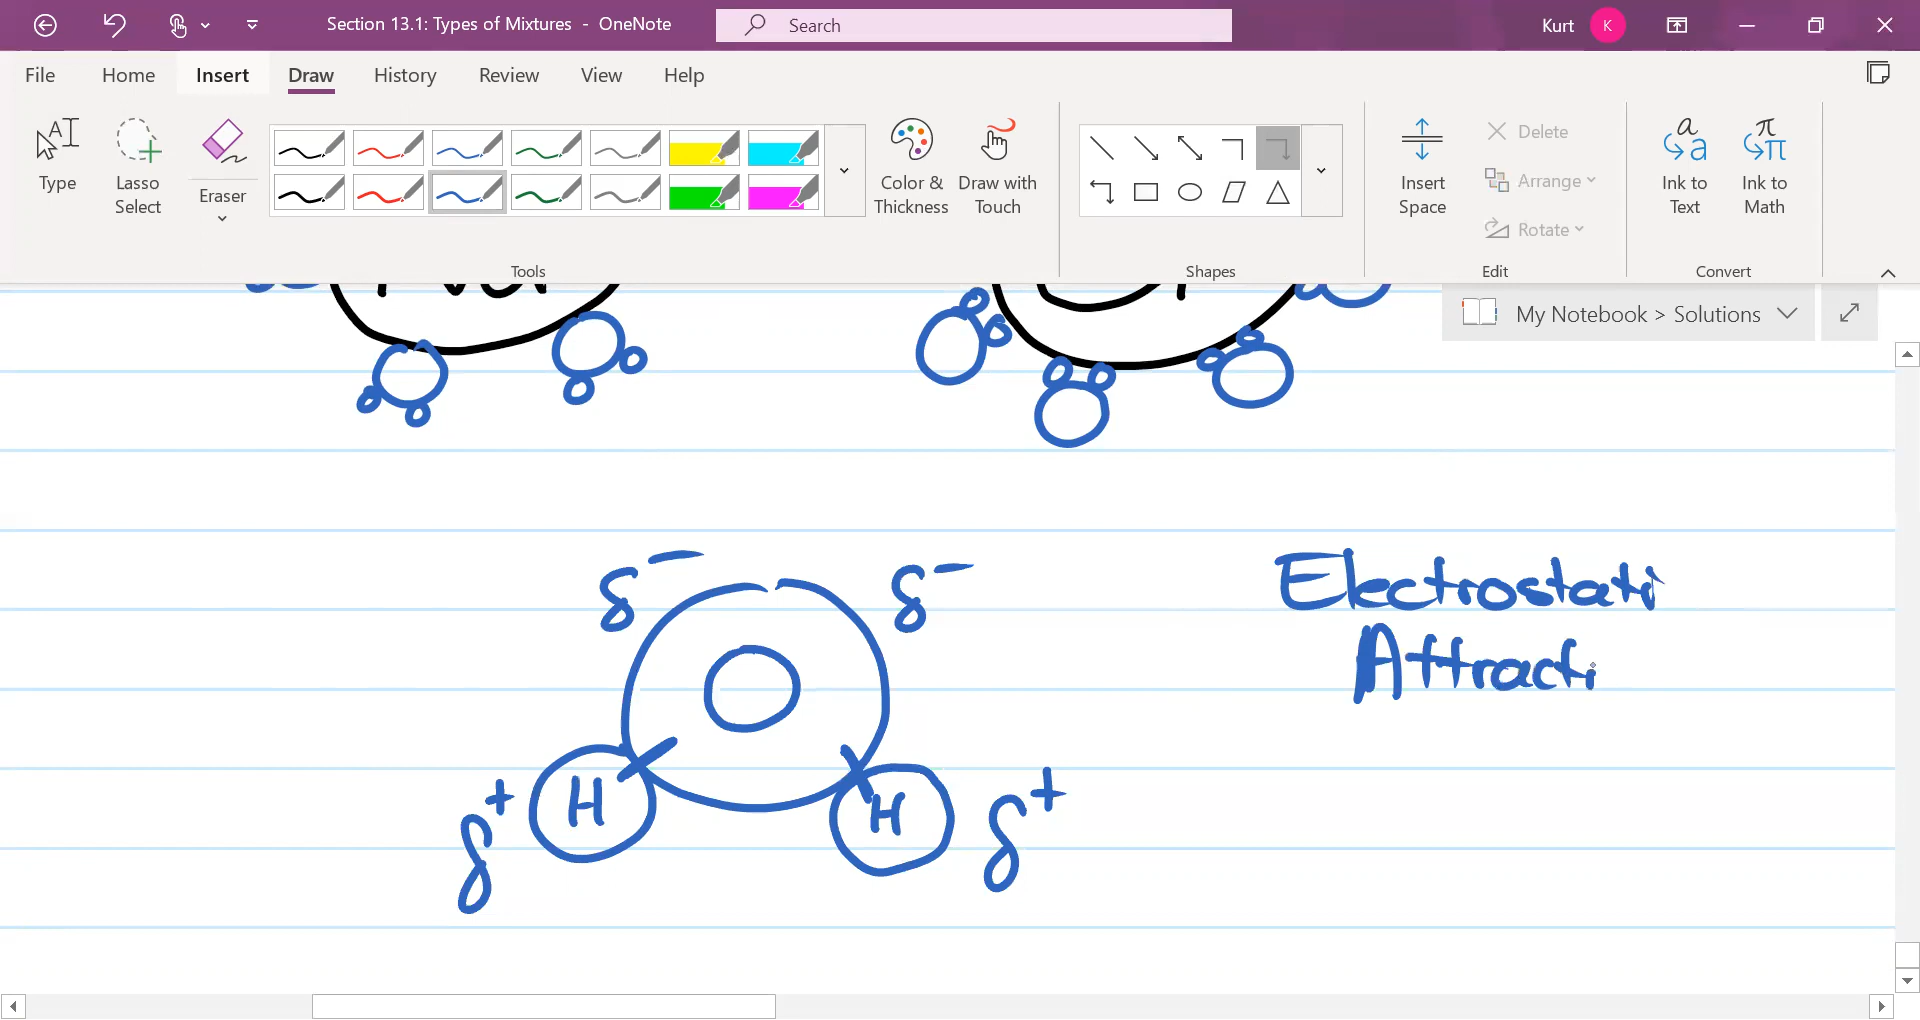 Section 13.1: Types of Mixtures - OneNote
Search
Kurt K
File Home Insert Draw History Review View Help
Type
Lasso Select
Eraser
Color & Thickness
Draw with Touch
Insert Space
Delete
Arrange
Rotate
a a
Ink to Text
π π
Ink to Math
Tools Shapes Edit Convert
My Notebook > Solutions
δ⁻ δ⁻
Electrostati
Attracti
O
δ⁺ H H δ⁺